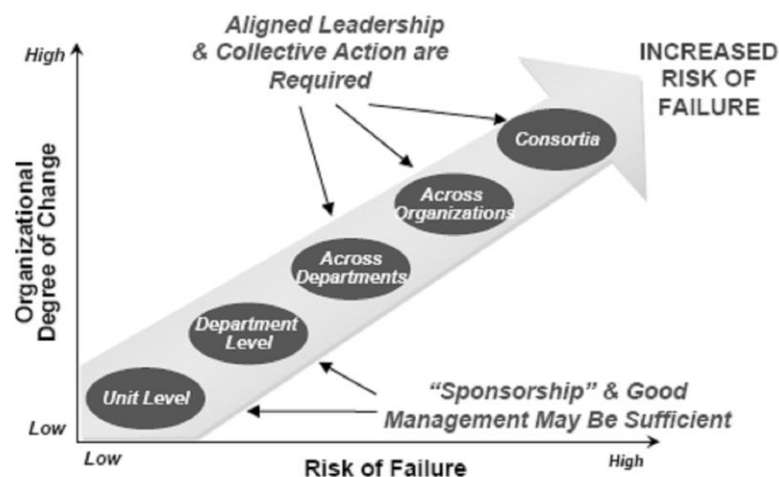 Aligned Leadership
& Collective Action are
Required
INCREASED
RISK OF
FAILURE
High
Organizational
Degree of Change
Consortia
Across
Organizations
Across
Departments
Department
Level
Unit Level
"Sponsorship" & Good
Management May Be Sufficient
Low
Low
Risk of Failure
High